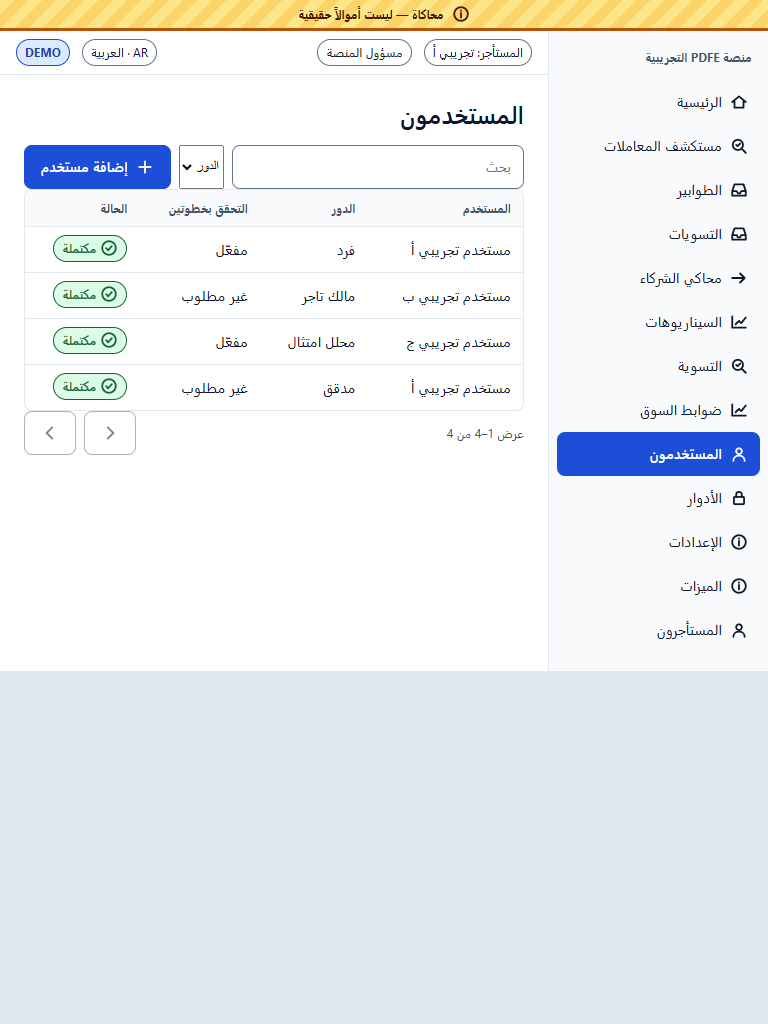 محاكاة — ليست أموالاً حقيقية
منصة PDFE التجريبية
الرئيسية
مستكشف المعاملات
الطوابير
التسويات
محاكي الشركاء
السيناريوهات
التسوية
ضوابط السوق
المستخدمون
الأدوار
الإعدادات
الميزات
المستأجرون
المستأجر: تجريبي أ
مسؤول المنصة
AR · العربية
DEMO
المستخدمون
بحث
الدور
إضافة مستخدم
المستخدم الدور التحقق بخطوتين الحالة
مستخدم تجريبي أ فرد مفعّل مكتملة
مستخدم تجريبي ب مالك تاجر غير مطلوب مكتملة
مستخدم تجريبي ج محلل امتثال مفعّل مكتملة
مستخدم تجريبي أ مدقق غير مطلوب مكتملة
عرض 1–4 من 4